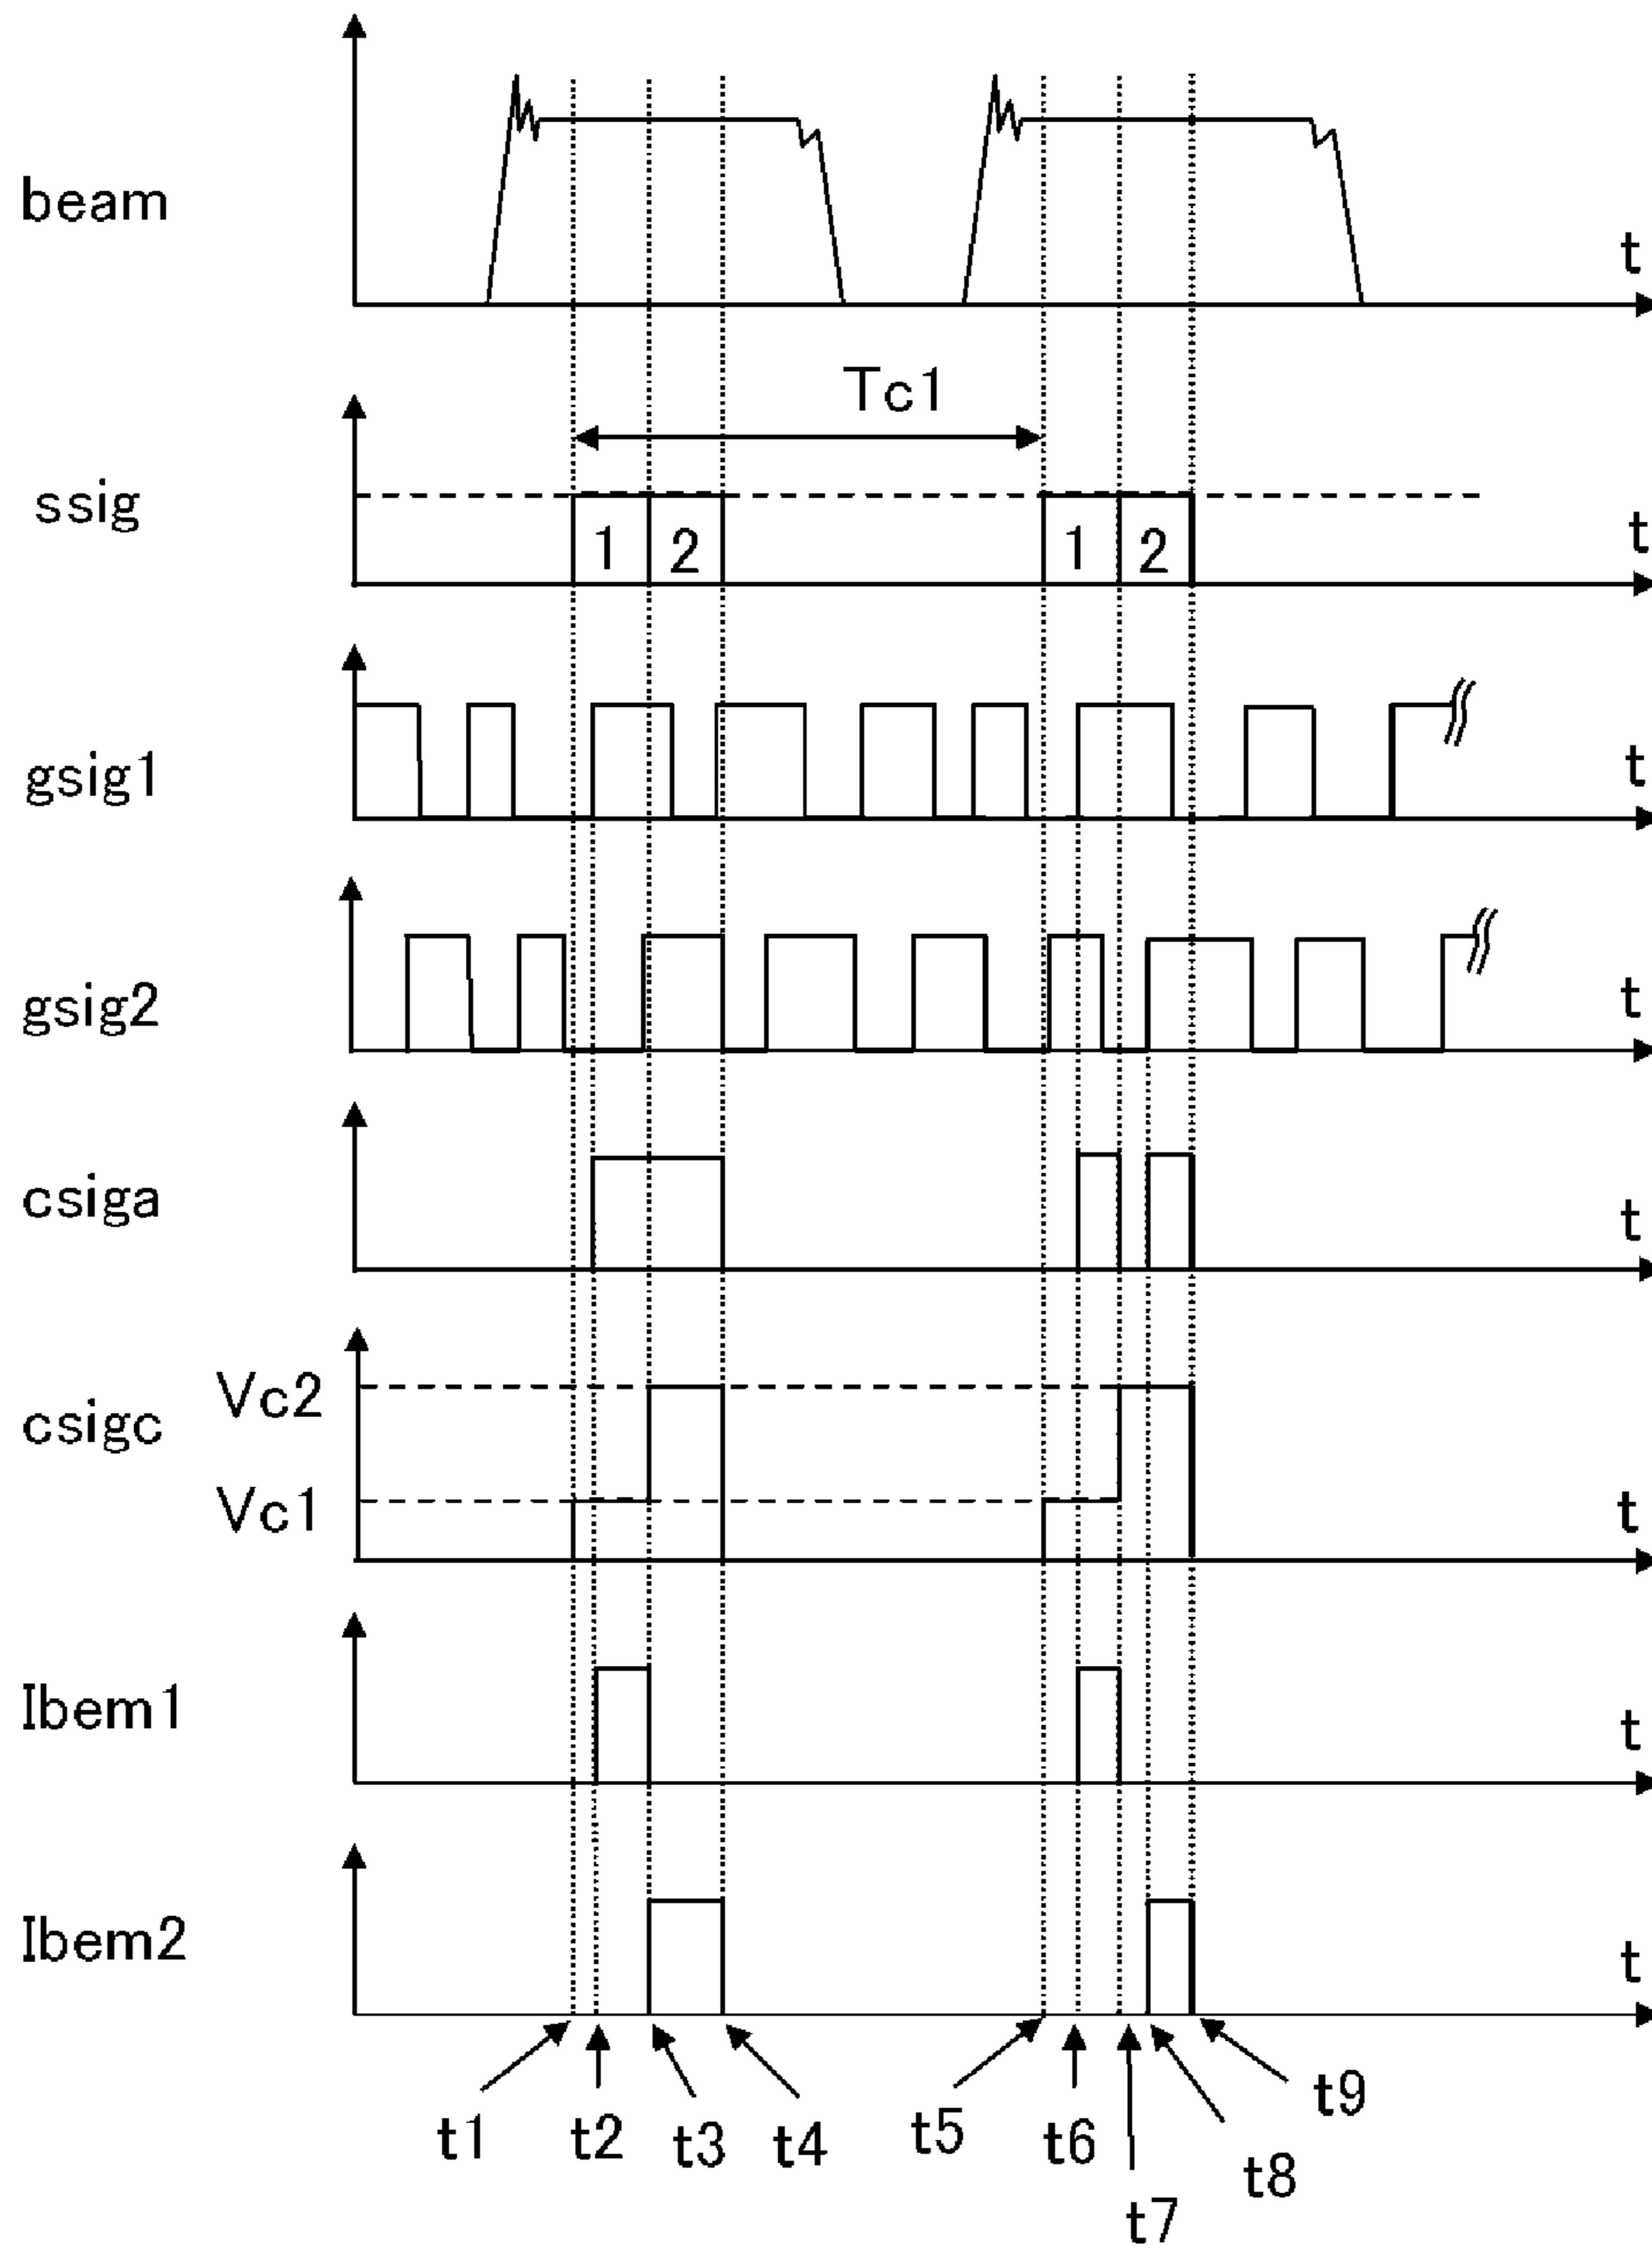 beam
t
Tc1
ssig
1 2 1 2
t
gsig1
t
gsig2
t
csiga
t
Vc2
csigc
Vc1
t
Ibem1
t
Ibem2
t
t1 t2 t3 t4 t5 t6 t7 t8 t9